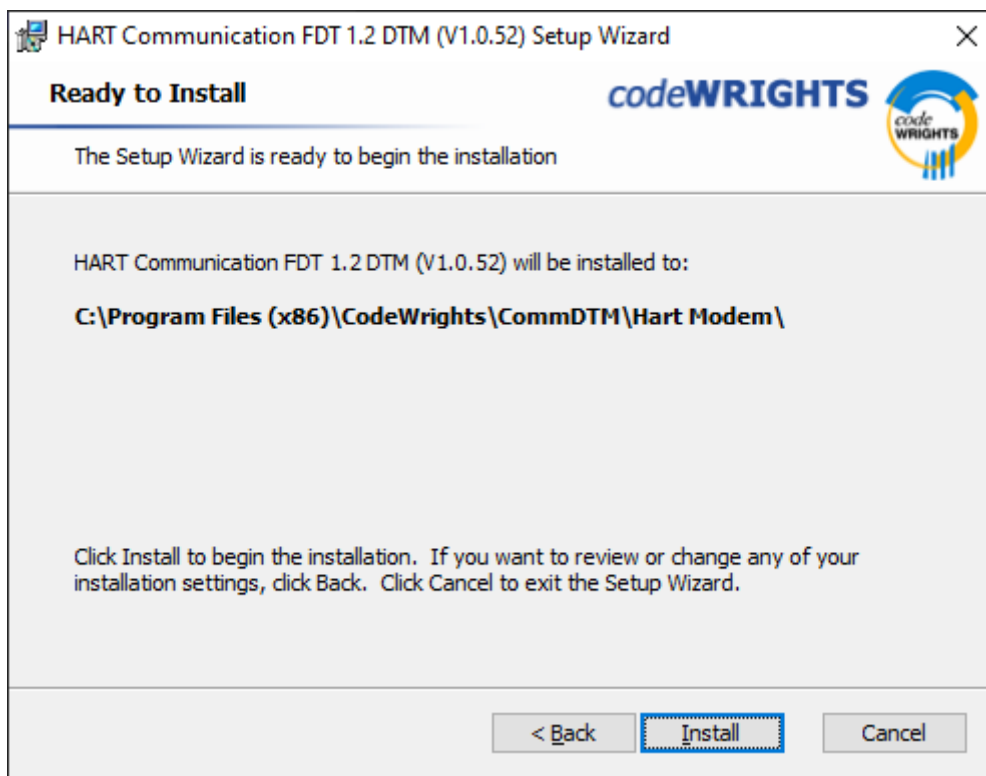 HART Communication FDT 1.2 DTM (V1.0.52) Setup Wizard
Ready to Install
codeWRIGHTS
code
WRIGHTS
The Setup Wizard is ready to begin the installation
HART Communication FDT 1.2 DTM (V1.0.52) will be installed to:
C:\Program Files (x86)\CodeWrights\CommDTM\Hart Modem\
Click Install to begin the installation.  If you want to review or change any of your
installation settings, click Back.  Click Cancel to exit the Setup Wizard.
< Back
Install
Cancel